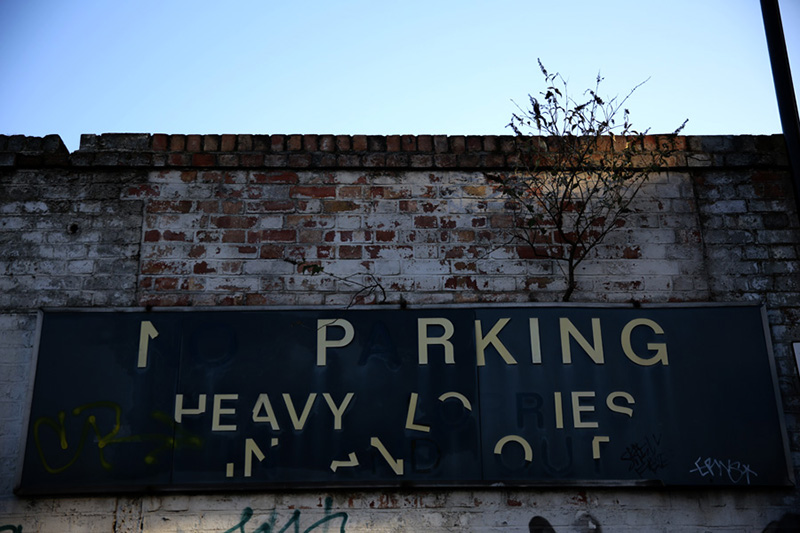 NO PARKING
HEAVY LORRIES
IN AND OUT